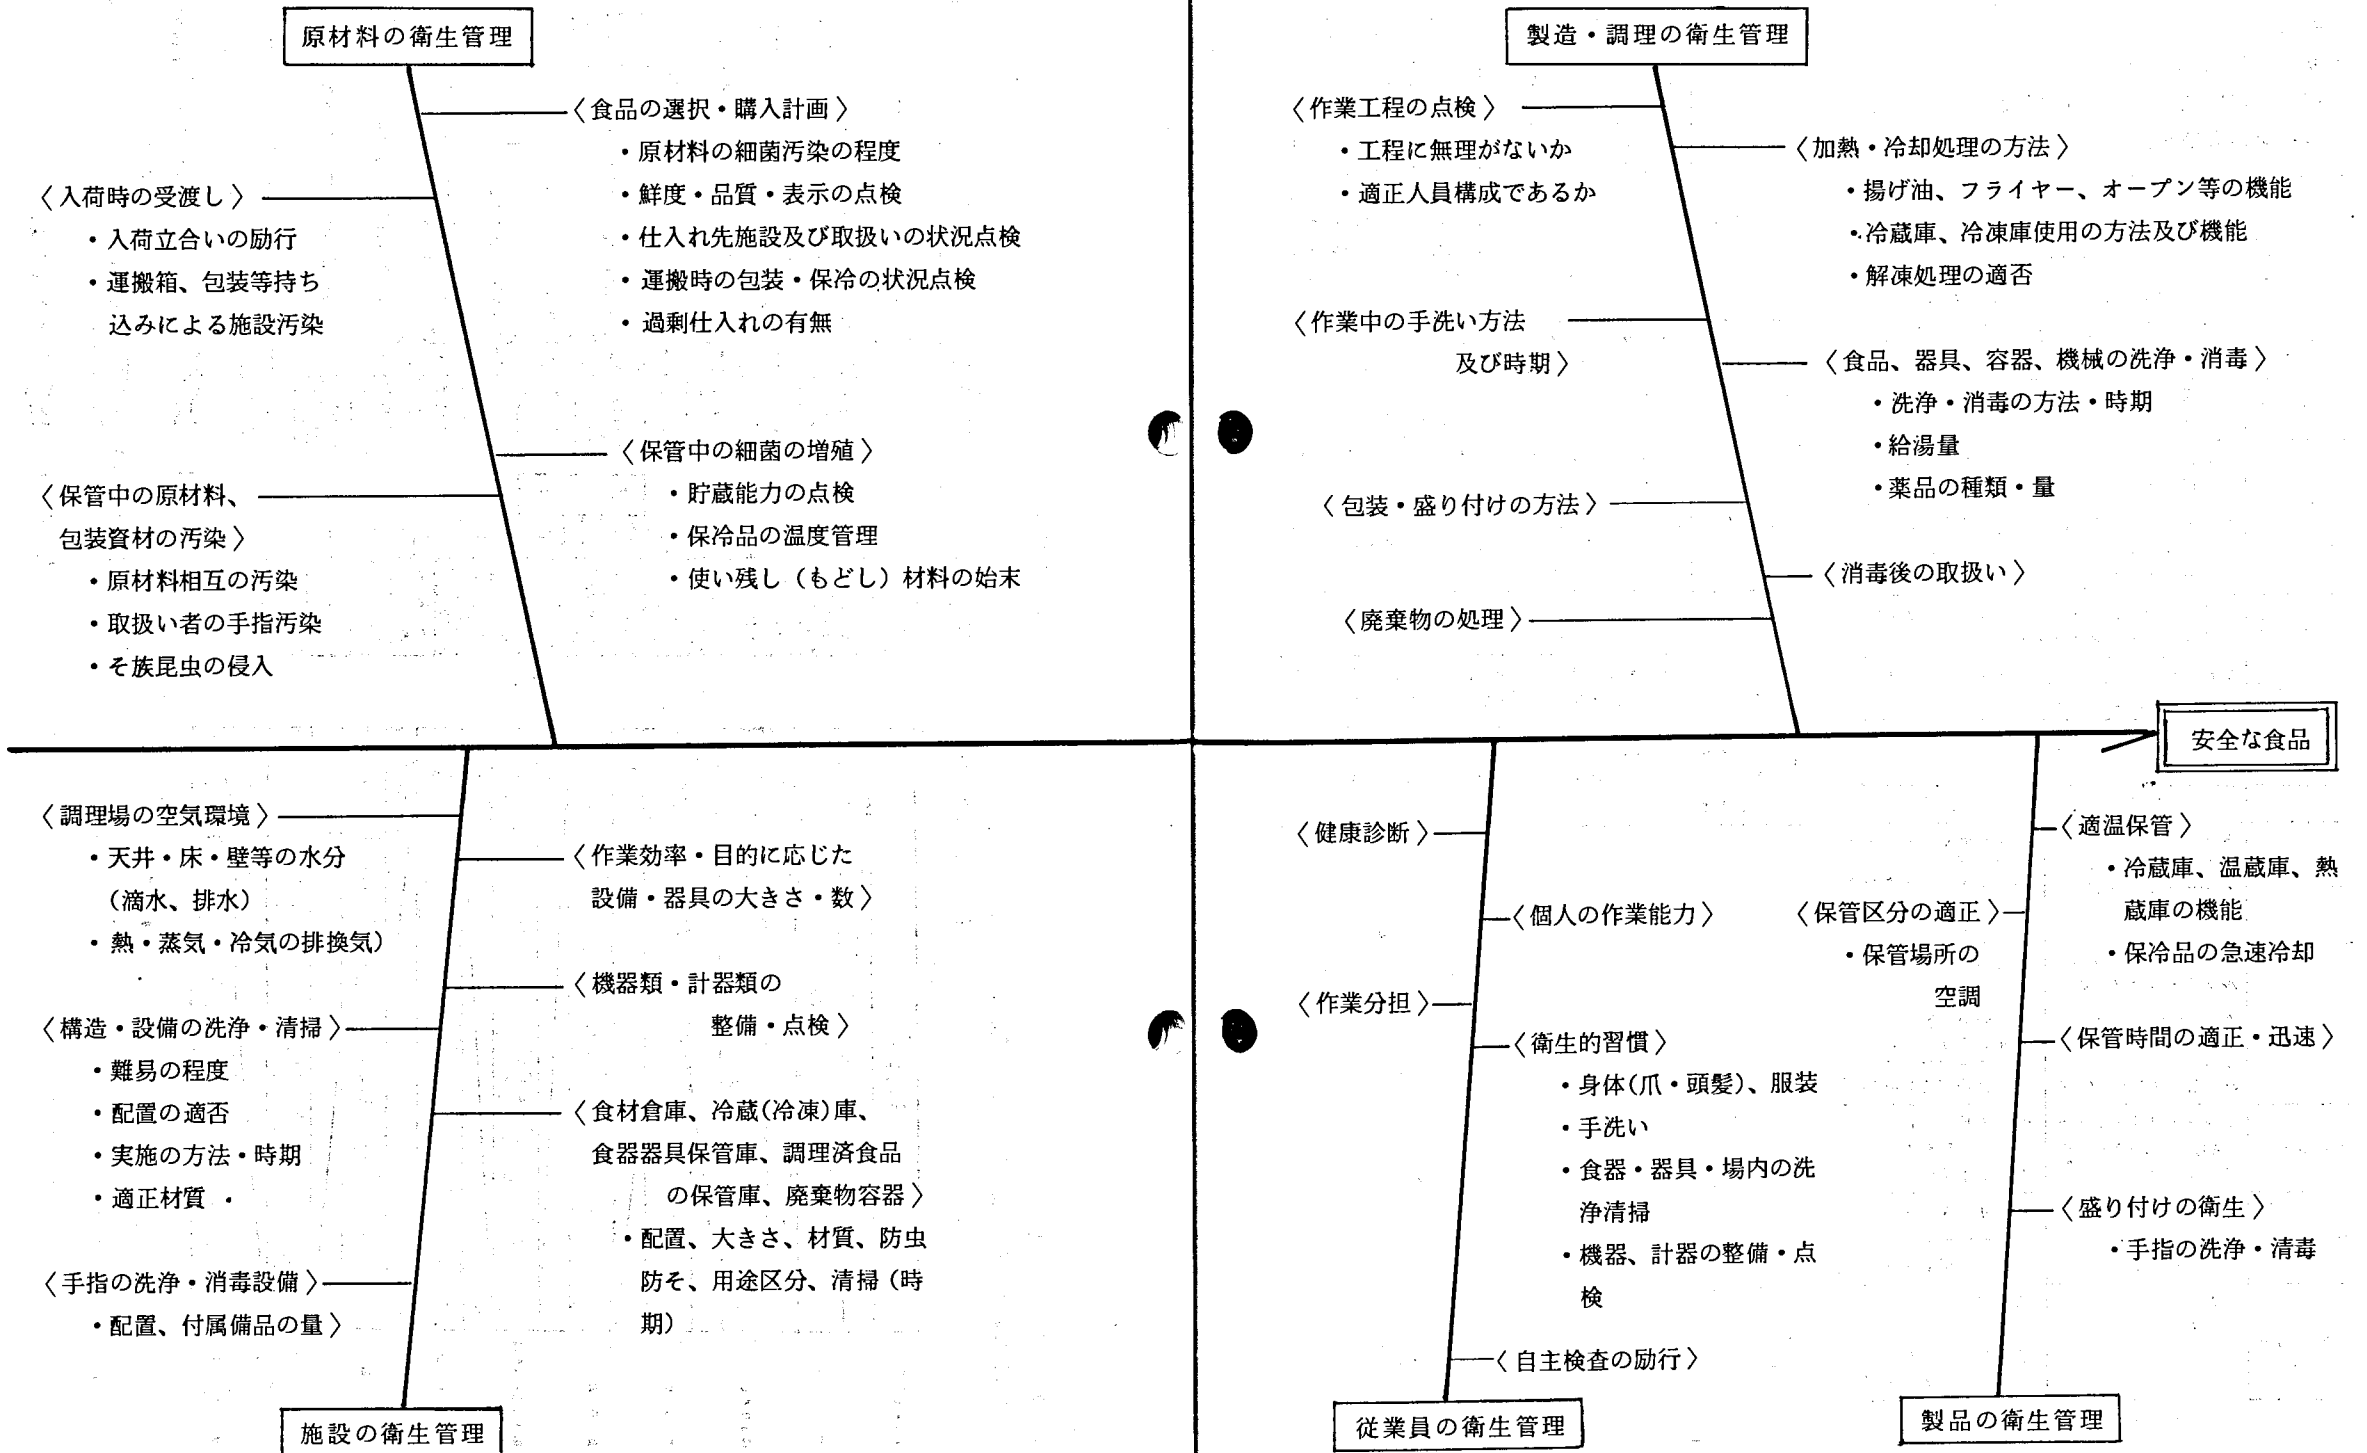 原材料の衛生管理
〈食品の選択・購入計画〉
・原材料の細菌汚染の程度
・鮮度・品質・表示の点検
・仕入れ先施設及び取扱いの状況点検
・運搬時の包装・保冷の状況点検
・過剰仕入れの有無
〈入荷時の受渡し〉
・入荷立合いの励行
・運搬箱、包装等持ち
込みによる施設汚染
〈保管中の細菌の増殖〉
・貯蔵能力の点検
・保冷品の温度管理
・使い残し（もどし）材料の始末
〈保管中の原材料、
包装資材の汚染〉
・原材料相互の汚染
・取扱い者の手指汚染
・そ族昆虫の侵入
製造・調理の衛生管理
〈作業工程の点検〉
・工程に無理がないか
・適正人員構成であるか
〈加熱・冷却処理の方法〉
・揚げ油、フライヤー、オープン等の機能
・冷蔵庫、冷凍庫使用の方法及び機能
・解凍処理の適否
〈作業中の手洗い方法
及び時期〉
〈食品、器具、容器、機械の洗浄・消毒〉
・洗浄・消毒の方法・時期
・給湯量
・薬品の種類・量
〈包装・盛り付けの方法〉
〈消毒後の取扱い〉
〈廃棄物の処理〉
安全な食品
〈調理場の空気環境〉
・天井・床・壁等の水分
（滴水、排水）
・熱・蒸気・冷気の排換気）
〈作業効率・目的に応じた
設備・器具の大きさ・数〉
〈機器類・計器類の
整備・点検〉
〈構造・設備の洗浄・清掃〉
・難易の程度
・配置の適否
・実施の方法・時期
・適正材質
〈食材倉庫、冷蔵(冷凍)庫、
食器器具保管庫、調理済食品
の保管庫、廃棄物容器〉
・配置、大きさ、材質、防虫
防そ、用途区分、清掃（時
期）
〈手指の洗浄・消毒設備〉
・配置、付属備品の量〉
施設の衛生管理
〈健康診断〉
〈個人の作業能力〉
〈作業分担〉
〈衛生的習慣〉
・身体(爪・頭髪)、服装
・手洗い
・食器・器具・場内の洗
浄清掃
・機器、計器の整備・点
検
〈自主検査の励行〉
従業員の衛生管理
〈適温保管〉
・冷蔵庫、温蔵庫、熱
蔵庫の機能
・保冷品の急速冷却
〈保管区分の適正〉
・保管場所の
空調
〈保管時間の適正・迅速〉
〈盛り付けの衛生〉
・手指の洗浄・清毒
製品の衛生管理